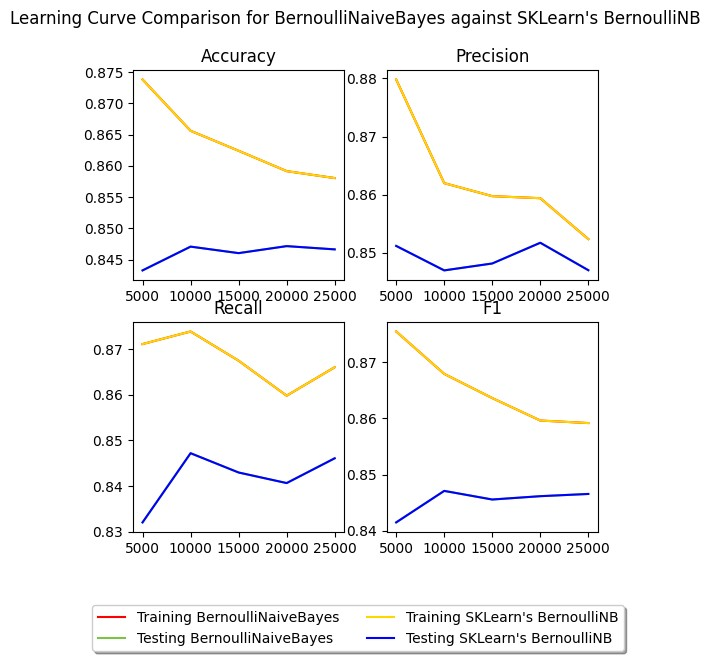 Learning Curve Comparison for BernoulliNaiveBayes against SKLearn's BernoulliNB
Accuracy
0.875
0.870
0.865
0.860
0.855
0.850
0.845
5000 10000 15000 20000 25000
Precision
0.88
0.87
0.86
0.85
5000 10000 15000 20000 25000
Recall
0.87
0.86
0.85
0.84
0.83
5000 10000 15000 20000 25000
F1
0.87
0.86
0.85
0.84
5000 10000 15000 20000 25000
Training BernoulliNaiveBayes
Testing BernoulliNaiveBayes
Training SKLearn's BernoulliNB
Testing SKLearn's BernoulliNB